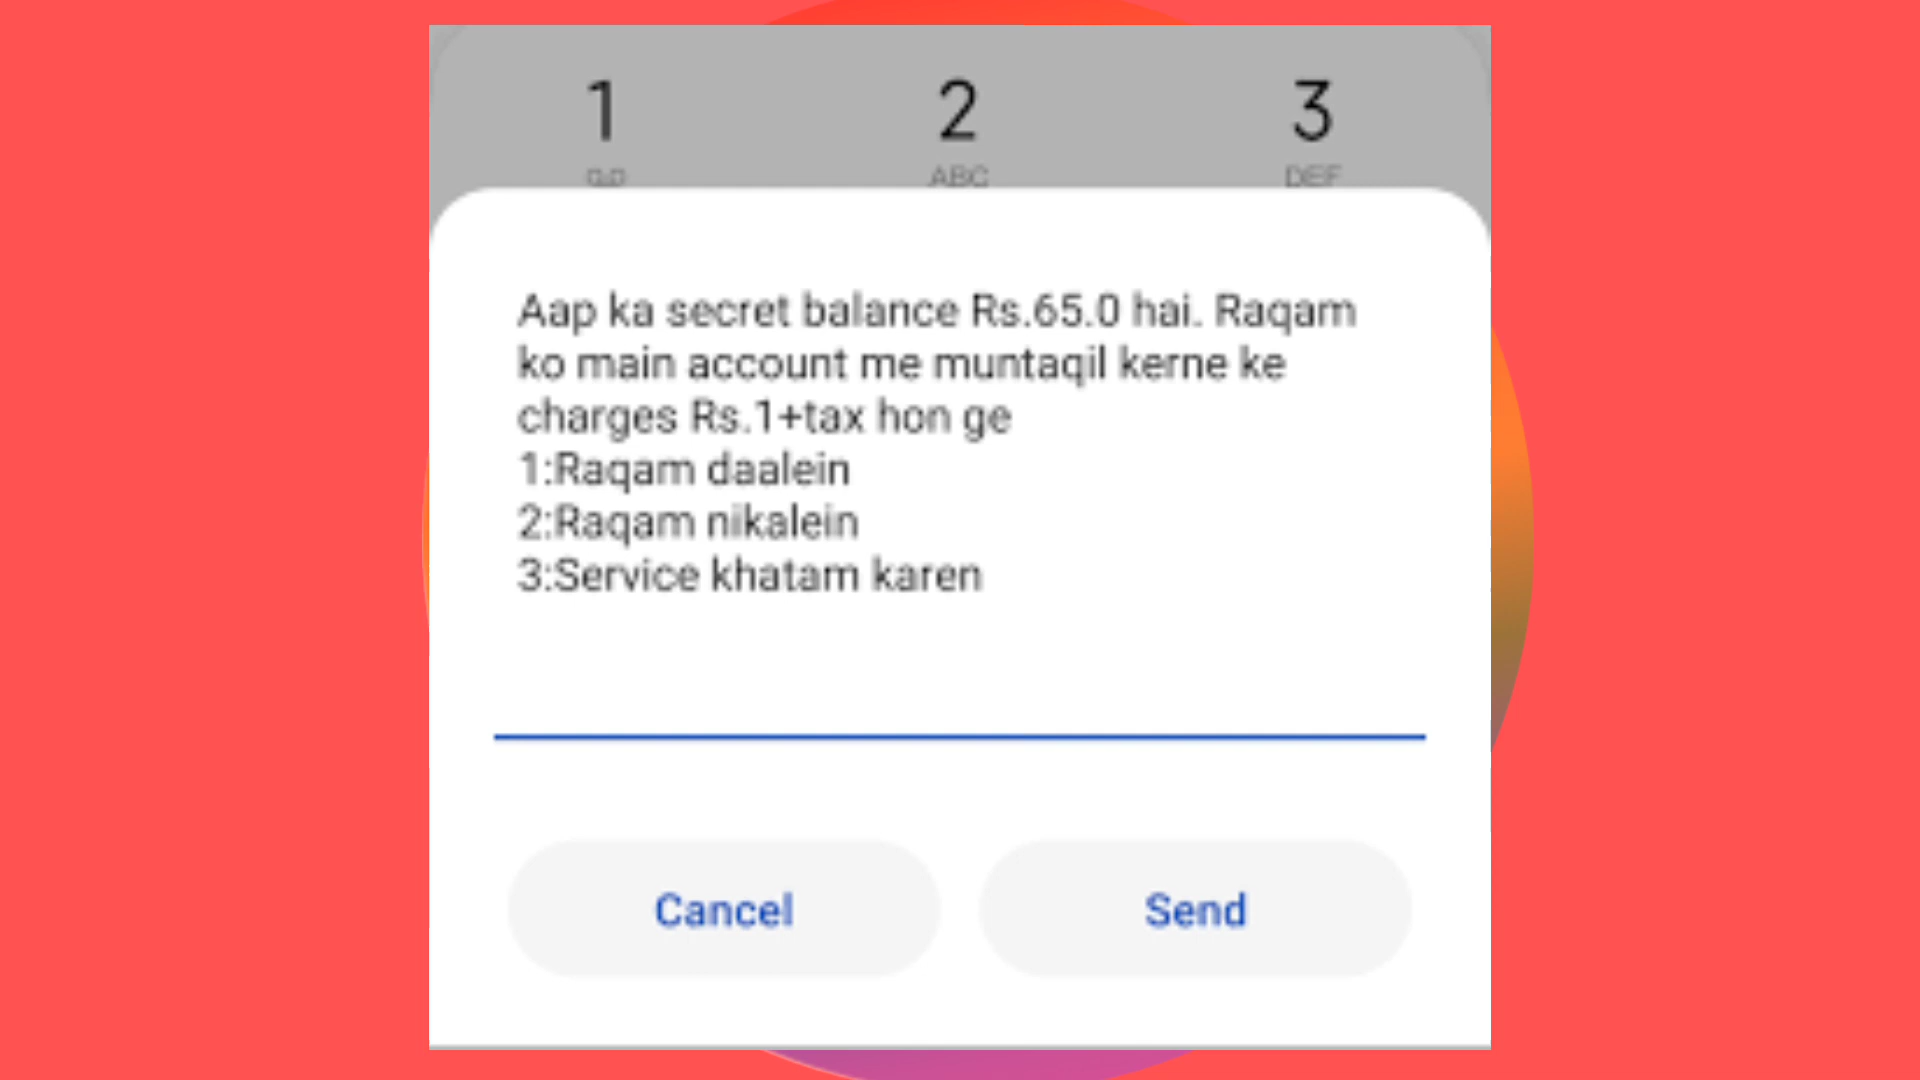 1 2 3
ABC DEF
Aap ka secret balance Rs.65.0 hai. Raqam
ko main account me muntaqil kerne ke
charges Rs.1+tax hon ge
1:Raqam daalein
2:Raqam nikalein
3:Service khatam karen
Cancel Send